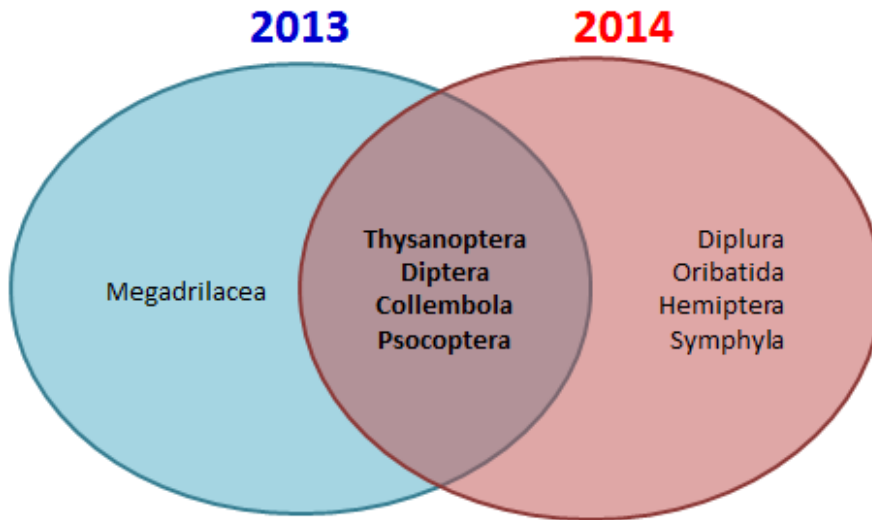 2013
2014
Megadrilacea
Thysanoptera
Diptera
Collembola
Psocoptera
Diplura
Oribatida
Hemiptera
Symphyla